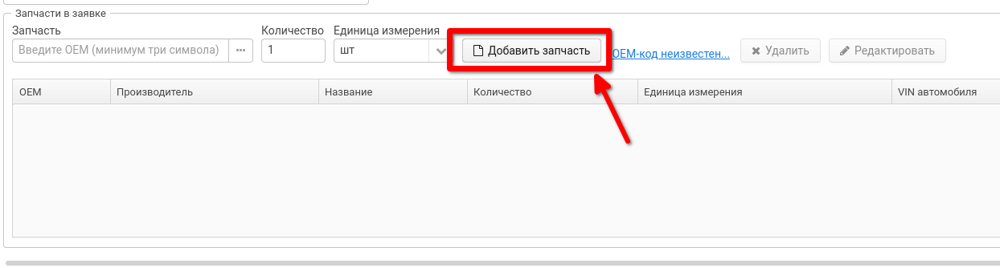 Запчасти в заявке
Запчасть Количество Единица измерения
Введите OEM (минимум три символа) ... 1 шт Добавить запчасть OEM-код неизвестен... Удалить Редактировать
OEM Производитель Название Количество Единица измерения VIN автомобиля